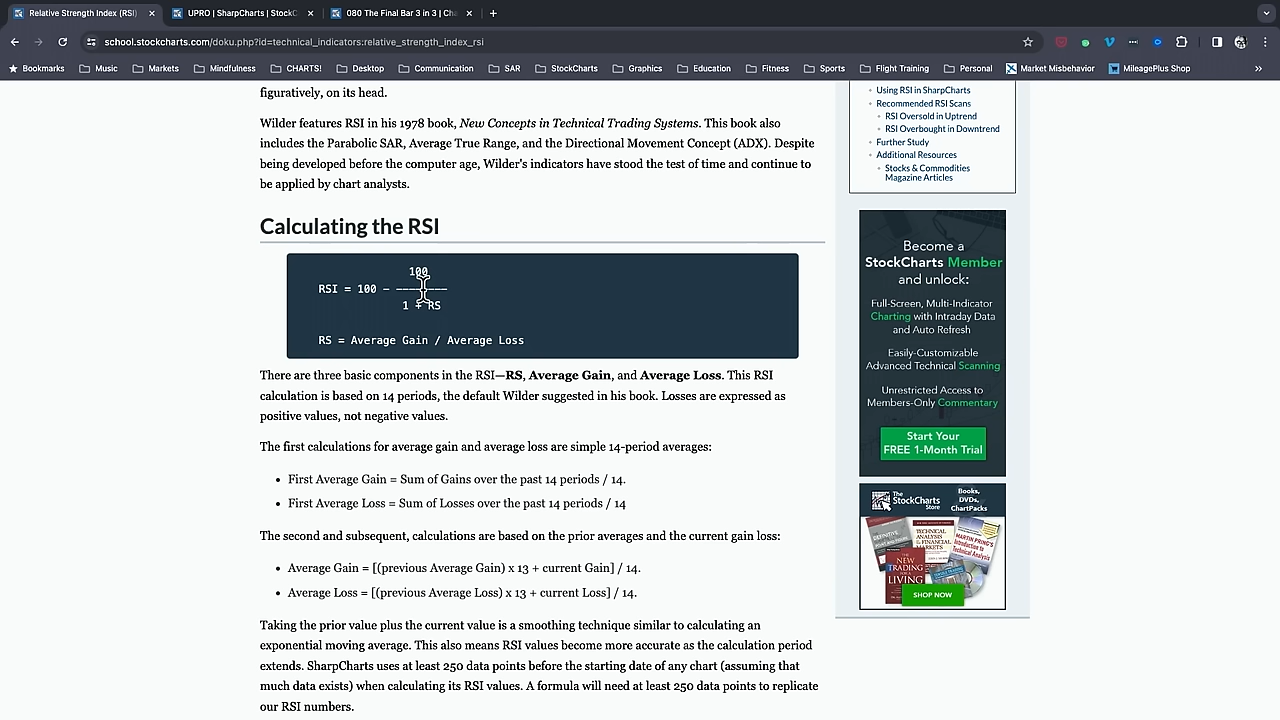 Relative Strength Index (RSI)
UPRO | SharpCharts | StockC
080 The Final Bar 3 in 3 | Cha
school.stockcharts.com/doku.php?id=technical_indicators:relative_strength_index_rsi
Bookmarks Music Markets Mindfulness CHARTS! Desktop Communication SAR StockCharts Graphics Education Fitness Sports Flight Training Personal Market Misbehavior MileagePlus Shop
figuratively, on its head.
Wilder features RSI in his 1978 book, New Concepts in Technical Trading Systems. This book also
includes the Parabolic SAR, Average True Range, and the Directional Movement Concept (ADX). Despite
being developed before the computer age, Wilder's indicators have stood the test of time and continue to
be applied by chart analysts.
Calculating the RSI
100
RSI = 100 - --------
1 + RS
RS = Average Gain / Average Loss
There are three basic components in the RSI—RS, Average Gain, and Average Loss. This RSI
calculation is based on 14 periods, the default Wilder suggested in his book. Losses are expressed as
positive values, not negative values.
The first calculations for average gain and average loss are simple 14-period averages:
• First Average Gain = Sum of Gains over the past 14 periods / 14.
• First Average Loss = Sum of Losses over the past 14 periods / 14
The second and subsequent, calculations are based on the prior averages and the current gain loss:
• Average Gain = [(previous Average Gain) x 13 + current Gain] / 14.
• Average Loss = [(previous Average Loss) x 13 + current Loss] / 14.
Taking the prior value plus the current value is a smoothing technique similar to calculating an
exponential moving average. This also means RSI values become more accurate as the calculation period
extends. SharpCharts uses at least 250 data points before the starting date of any chart (assuming that
much data exists) when calculating its RSI values. A formula will need at least 250 data points to replicate
our RSI numbers.
Using RSI in SharpCharts
Recommended RSI Scans
RSI Oversold in Uptrend
RSI Overbought in Downtrend
Further Study
Additional Resources
Stocks & Commodities
Magazine Articles
Become a
StockCharts Member
and unlock:
Full-Screen, Multi-Indicator
Charting with Intraday Data
and Auto Refresh
Easily-Customizable
Advanced Technical Scanning
Unrestricted Access to
Members-Only Commentary
Start Your
FREE 1-Month Trial
The
StockCharts
Store
Books,
DVDs,
ChartPacks
TECHNICAL
ANALYSIS
MARTIN PRING'S
Introduction to
Technical Analysis
THE
NEW
TRADING
FOR A
LIVING
SHOP NOW